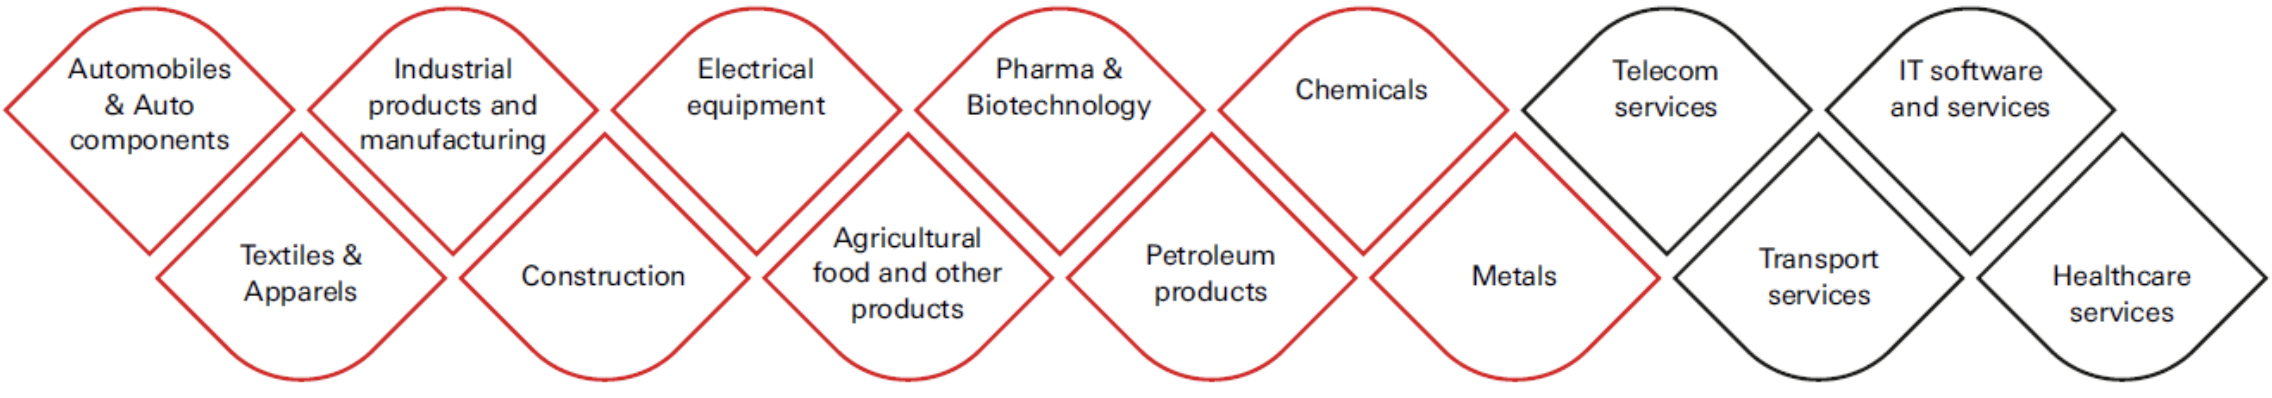 Automobiles
& Auto
components
Industrial
products and
manufacturing
Electrical
equipment
Pharma &
Biotechnology
Chemicals
Telecom
services
IT software
and services
Textiles &
Apparels
Construction
Agricultural
food and other
products
Petroleum
products
Metals
Transport
services
Healthcare
services